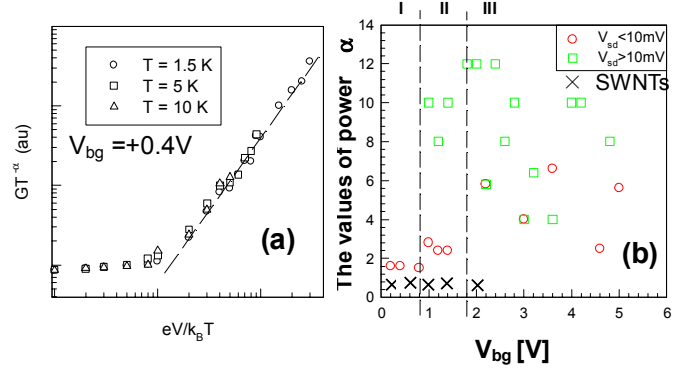 I II III
T = 1.5 K
T = 5 K
T = 10 K
V_bg =+0.4V
GT^-α (au)
(a)
eV/k_BT
The values of power α
14
12
10
8
6
4
2
0
V_sd<10mV
V_sd>10mV
SWNTs
(b)
0 1 2 3 4 5 6
V_bg [V]